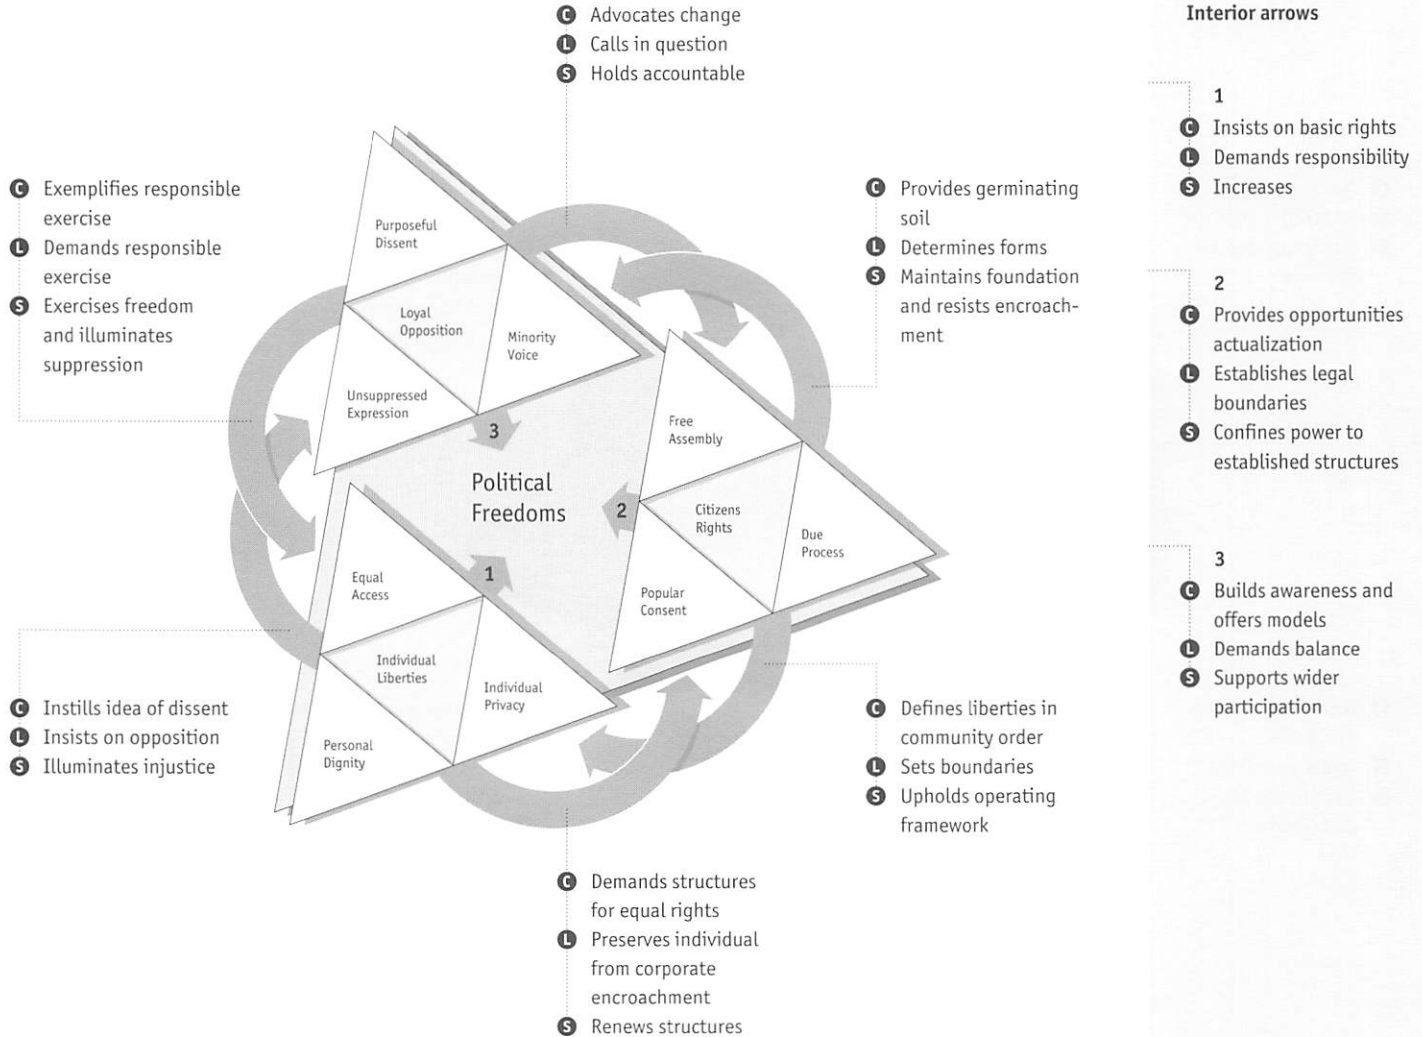 C Advocates change
L Calls in question
S Holds accountable
C Exemplifies responsible
exercise
L Demands responsible
exercise
S Exercises freedom
and illuminates
suppression
C Provides germinating
soil
L Determines forms
S Maintains foundation
and resists encroach-
ment
Purposeful
Dissent
Loyal
Opposition
Minority
Voice
Unsuppressed
Expression
3
Political
Freedoms
Free
Assembly
2
Citizens
Rights
Due
Process
Popular
Consent
1
Equal
Access
Individual
Liberties
Individual
Privacy
Personal
Dignity
C Instills idea of dissent
L Insists on opposition
S Illuminates injustice
C Defines liberties in
community order
L Sets boundaries
S Upholds operating
framework
C Demands structures
for equal rights
L Preserves individual
from corporate
encroachment
S Renews structures
Interior arrows
1
C Insists on basic rights
L Demands responsibility
S Increases
2
C Provides opportunities
actualization
L Establishes legal
boundaries
S Confines power to
established structures
3
C Builds awareness and
offers models
L Demands balance
S Supports wider
participation